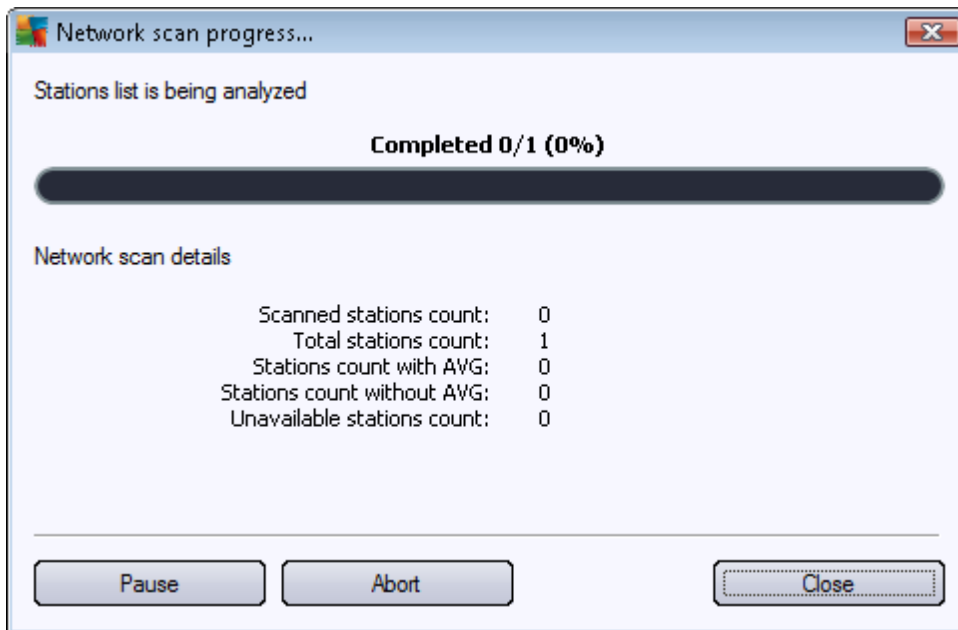 Network scan progress...
Stations list is being analyzed
Completed 0/1 (0%)
Network scan details
Scanned stations count: 0
Total stations count: 1
Stations count with AVG: 0
Stations count without AVG: 0
Unavailable stations count: 0
Pause Abort Close